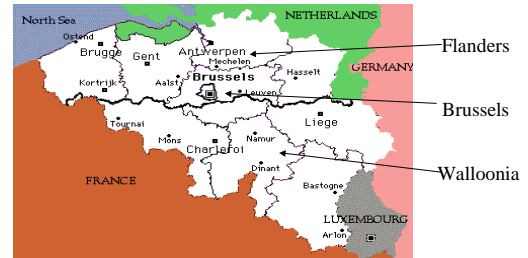 NETHERLANDS
North Sea
Ostend
Brugge
Antwerpen
Flanders
Gent
Mechelen
GERMANY
Brussels
Hasselt
Kortrijk
Aalst
Leuven
Brussels
Tournai
Liege
Mons
Namur
Charleroi
Walloonia
Dinant
FRANCE
Bastogne
LUXEMBOURG
Arlon